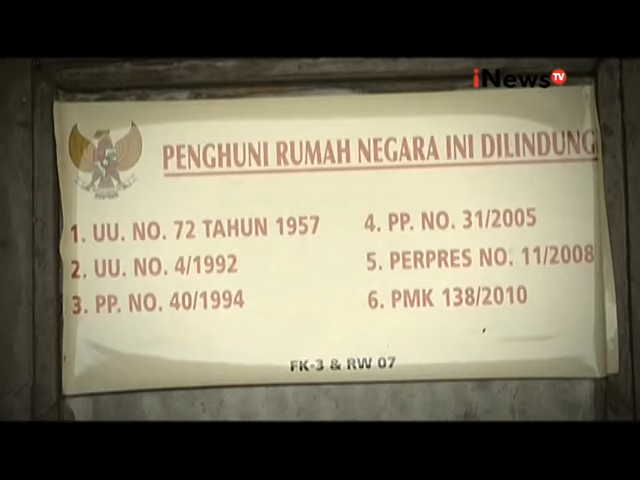 iNews TV
PENGHUNI RUMAH NEGARA INI DILINDUNG
1. UU. NO. 72 TAHUN 1957
2. UU. NO. 4/1992
3. PP. NO. 40/1994
4. PP. NO. 31/2005
5. PERPRES NO. 11/2008
6. PMK 138/2010
FK-3 & RW 07